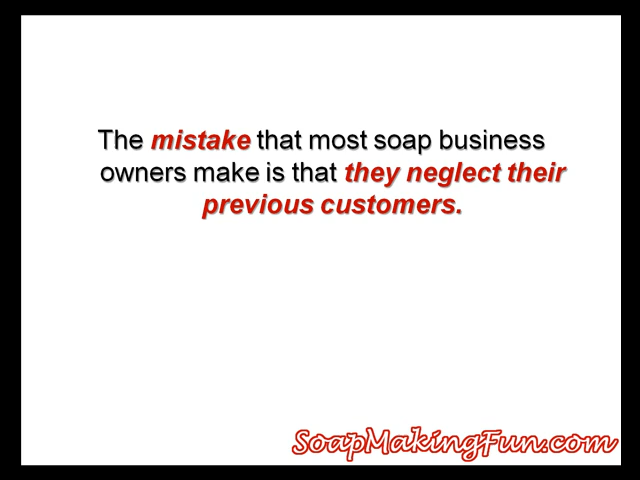 The mistake that most soap business
owners make is that they neglect their
previous customers.
SoapMakingFun.com